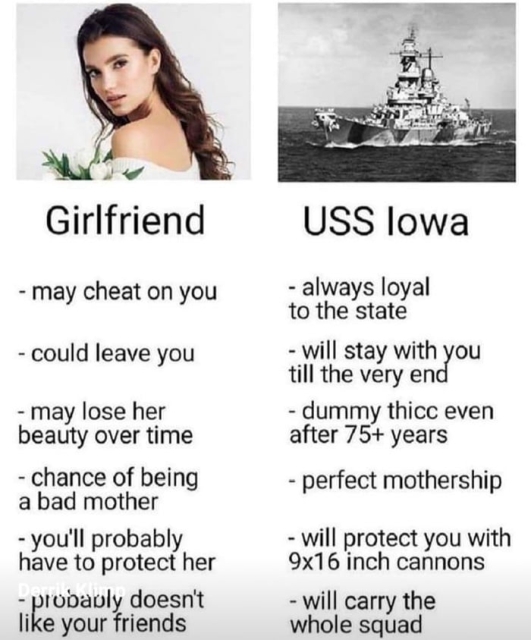 Girlfriend
USS Iowa
- may cheat on you
- always loyal
to the state
- could leave you
- will stay with you
till the very end
- may lose her
beauty over time
- dummy thicc even
after 75+ years
- chance of being
a bad mother
- perfect mothership
- you'll probably
have to protect her
- will protect you with
9x16 inch cannons
- probably doesn't
like your friends
- will carry the
whole squad